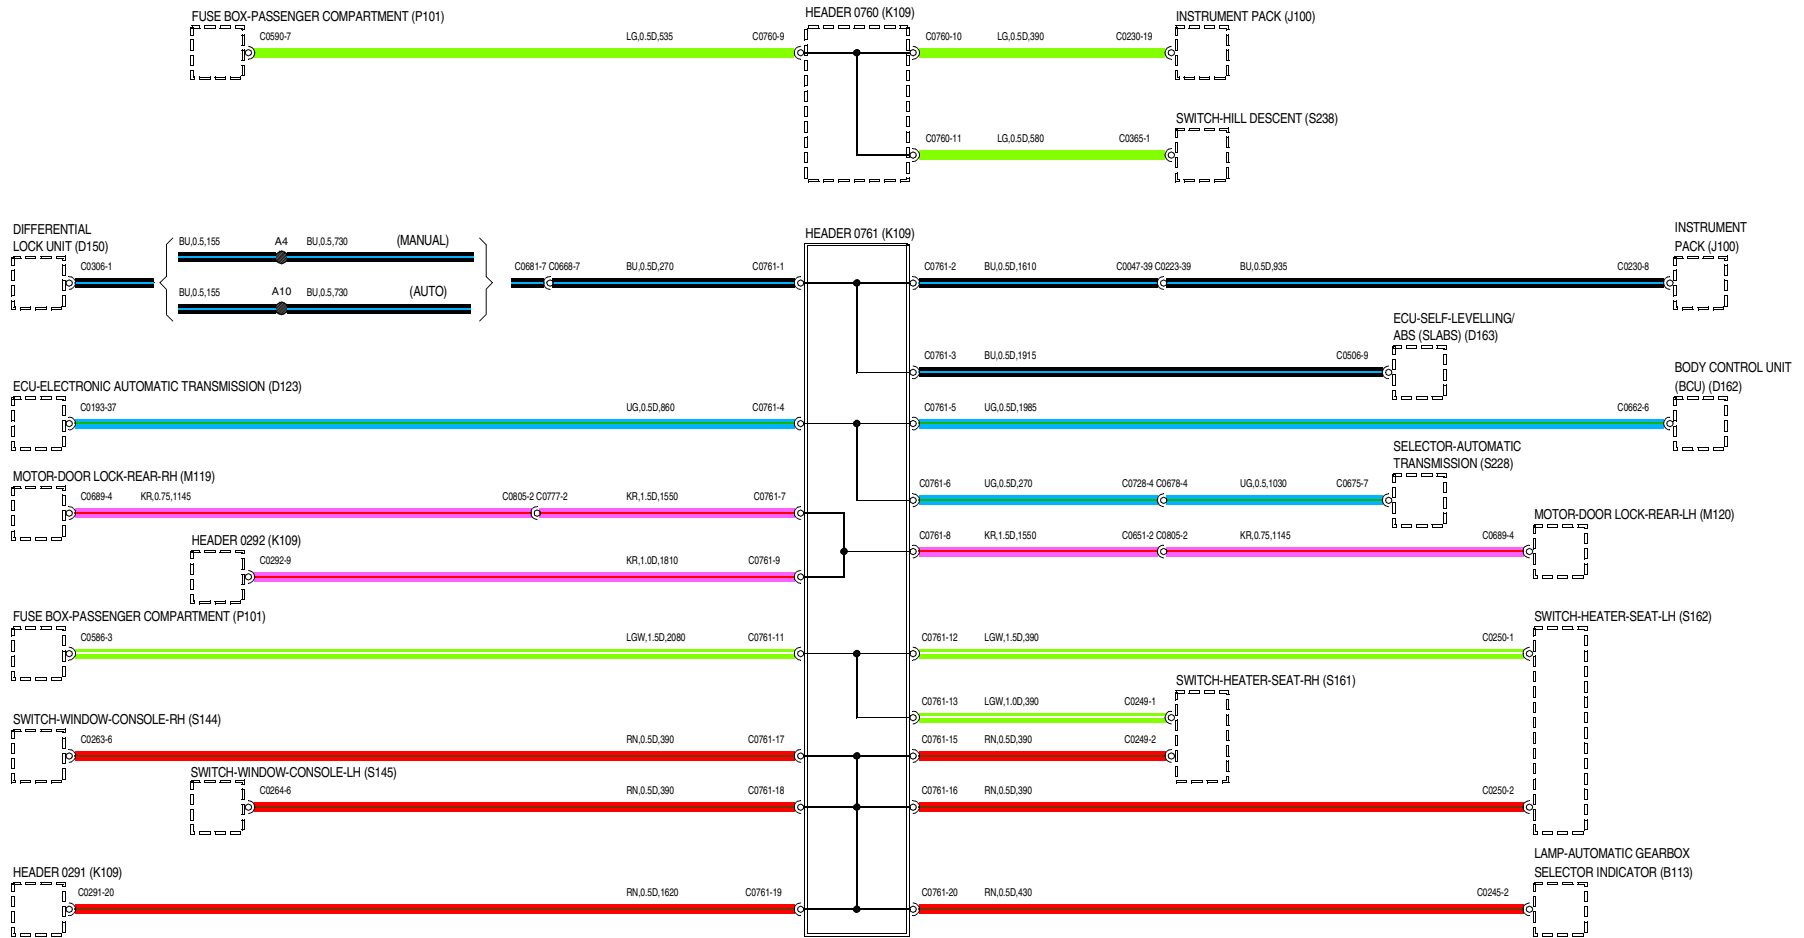 FUSE BOX-PASSENGER COMPARTMENT (P101)
HEADER 0760 (K109)
INSTRUMENT PACK (J100)
C0590-7
LG,0.5D,535
C0760-9
C0760-10
LG,0.5D,390
C0230-19
SWITCH-HILL DESCENT (S238)
C0760-11
LG,0.5D,580
C0365-1
DIFFERENTIAL
LOCK UNIT (D150)
C0306-1
BU,0.5,155
A4
BU,0.5,730
(MANUAL)
BU,0.5,155
A10
BU,0.5,730
(AUTO)
HEADER 0761 (K109)
C0681-7 C0668-7
BU,0.5D,270
C0761-1
C0761-2
BU,0.5D,1610
C0047-39 C0223-39
BU,0.5D,935
C0230-8
INSTRUMENT
PACK (J100)
ECU-SELF-LEVELLING/
ABS (SLABS) (D163)
C0761-3
BU,0.5D,1915
C0506-9
ECU-ELECTRONIC AUTOMATIC TRANSMISSION (D123)
C0193-37
UG,0.5D,860
C0761-4
C0761-5
UG,0.5D,1985
C0662-6
BODY CONTROL UNIT
(BCU) (D162)
SELECTOR-AUTOMATIC
TRANSMISSION (S228)
C0761-6
UG,0.5D,270
C0728-4 C0678-4
UG,0.5,1030
C0675-7
MOTOR-DOOR LOCK-REAR-RH (M119)
C0689-4
KR,0.75,1145
C0805-2 C0777-2
KR,1.5D,1550
C0761-7
MOTOR-DOOR LOCK-REAR-LH (M120)
C0761-8
KR,1.5D,1550
C0651-2 C0805-2
KR,0.75,1145
C0689-4
HEADER 0292 (K109)
C0292-9
KR,1.0D,1810
C0761-9
FUSE BOX-PASSENGER COMPARTMENT (P101)
C0586-3
LGW,1.5D,2080
C0761-11
C0761-12
LGW,1.5D,390
C0250-1
SWITCH-HEATER-SEAT-LH (S162)
SWITCH-HEATER-SEAT-RH (S161)
C0761-13
LGW,1.0D,390
C0249-1
SWITCH-WINDOW-CONSOLE-RH (S144)
C0263-6
RN,0.5D,390
C0761-17
C0761-15
RN,0.5D,390
C0249-2
SWITCH-WINDOW-CONSOLE-LH (S145)
C0264-6
RN,0.5D,390
C0761-18
C0761-16
RN,0.5D,390
C0250-2
HEADER 0291 (K109)
C0291-20
RN,0.5D,1620
C0761-19
C0761-20
RN,0.5D,430
C0245-2
LAMP-AUTOMATIC GEARBOX
SELECTOR INDICATOR (B113)